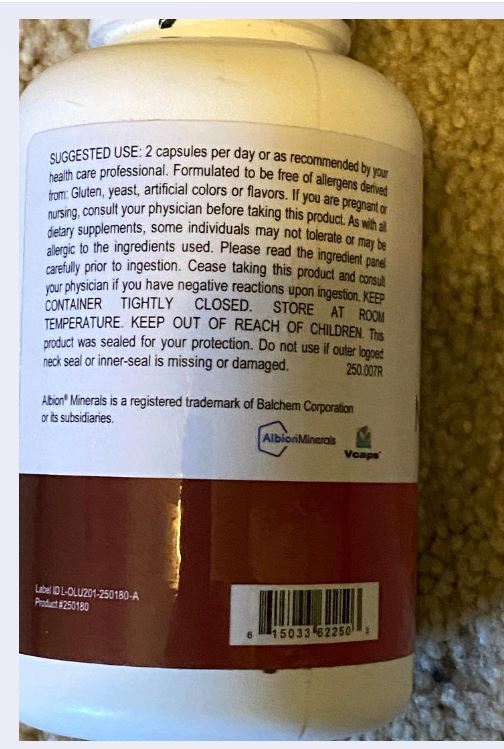 SUGGESTED USE: 2 capsules per day or as recommended by your
health care professional. Formulated to be free of allergens derived
from: Gluten, yeast, artificial colors or flavors. If you are pregnant or
nursing, consult your physician before taking this product. As with all
dietary supplements, some individuals may not tolerate or may be
allergic to the ingredients used. Please read the ingredient panel
carefully prior to ingestion. Cease taking this product and consult
your physician if you have negative reactions upon ingestion. KEEP
CONTAINER TIGHTLY CLOSED. STORE AT ROOM
TEMPERATURE. KEEP OUT OF REACH OF CHILDREN. This
product was sealed for your protection. Do not use if outer logoed
neck seal or inner-seal is missing or damaged. 250.007R
Albion® Minerals is a registered trademark of Balchem Corporation
or its subsidiaries.
AlbionMinerals
Vcaps®
Label ID L-OLU201-250180-A
Product #250180
6 15033 62250 3